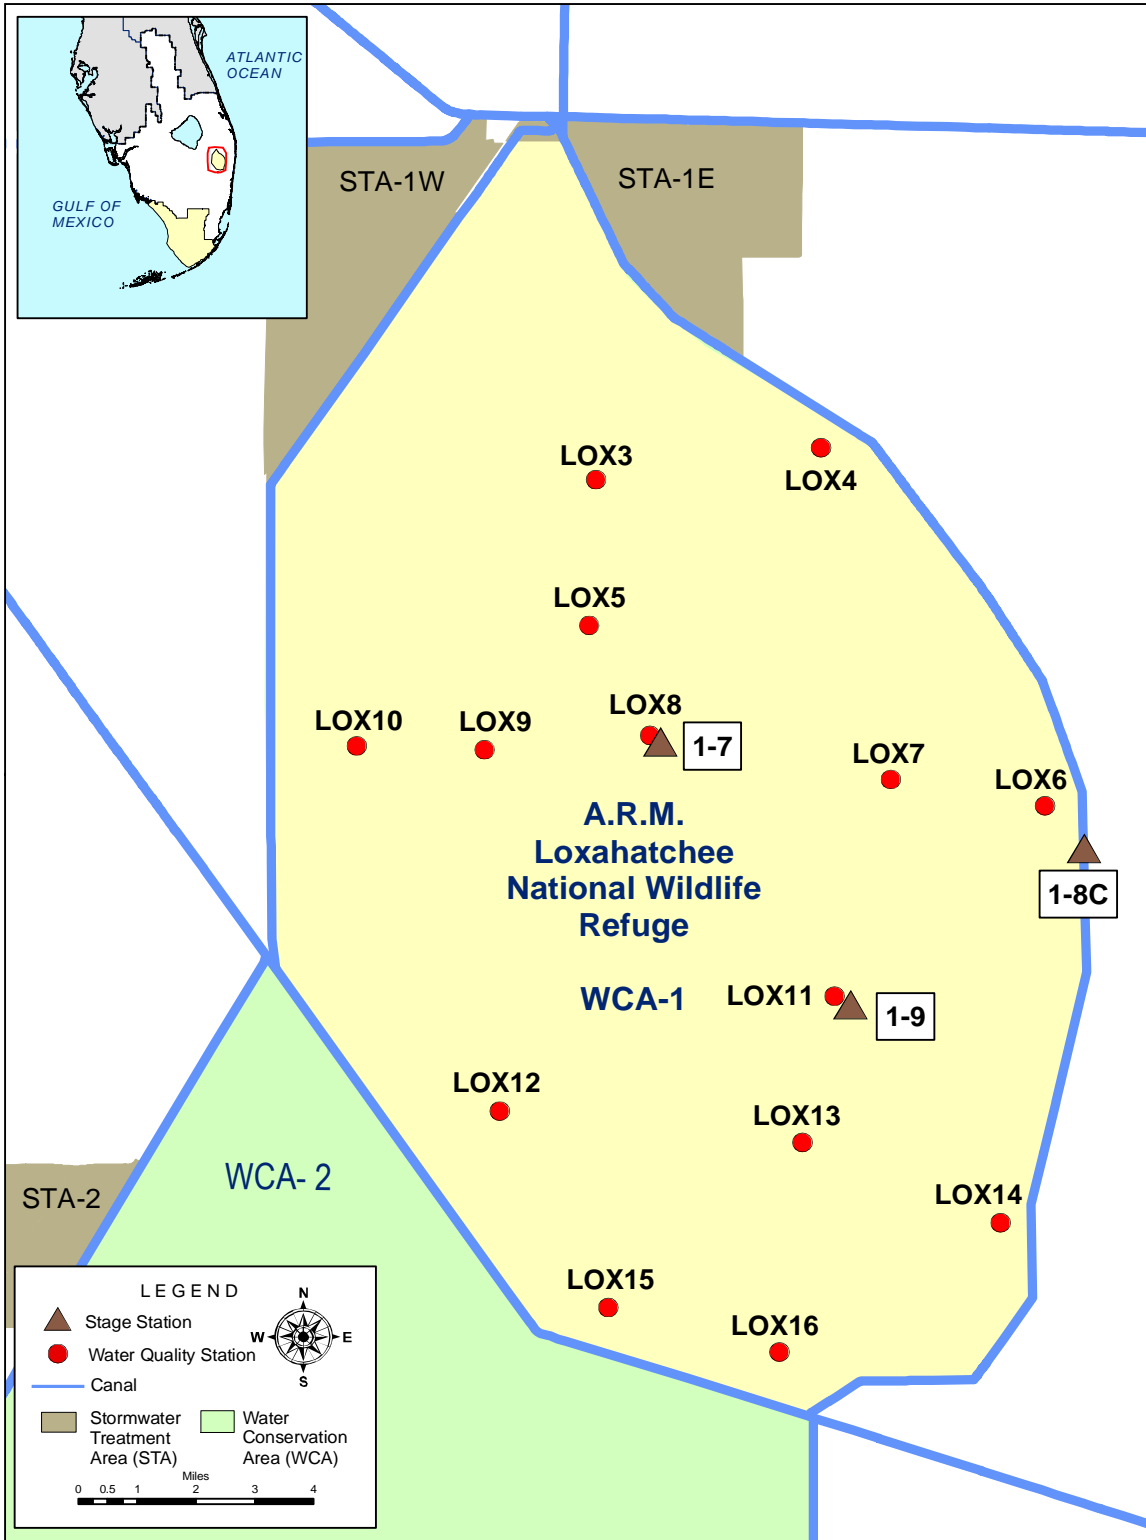 ATLANTIC
OCEAN
GULF OF
MEXICO
STA-1W
STA-1E
LOX3
LOX4
LOX5
LOX10
LOX9
LOX8
1-7
LOX7
LOX6
A.R.M.
Loxahatchee
National Wildlife
Refuge
1-8C
WCA-1
LOX11
1-9
LOX12
LOX13
WCA- 2
STA-2
LOX14
LOX15
LOX16
LEGEND
N
W
E
S
Stage Station
Water Quality Station
Canal
Stormwater
Treatment
Area (STA)
Water
Conservation
Area (WCA)
Miles
0 0.5 1 2 3 4